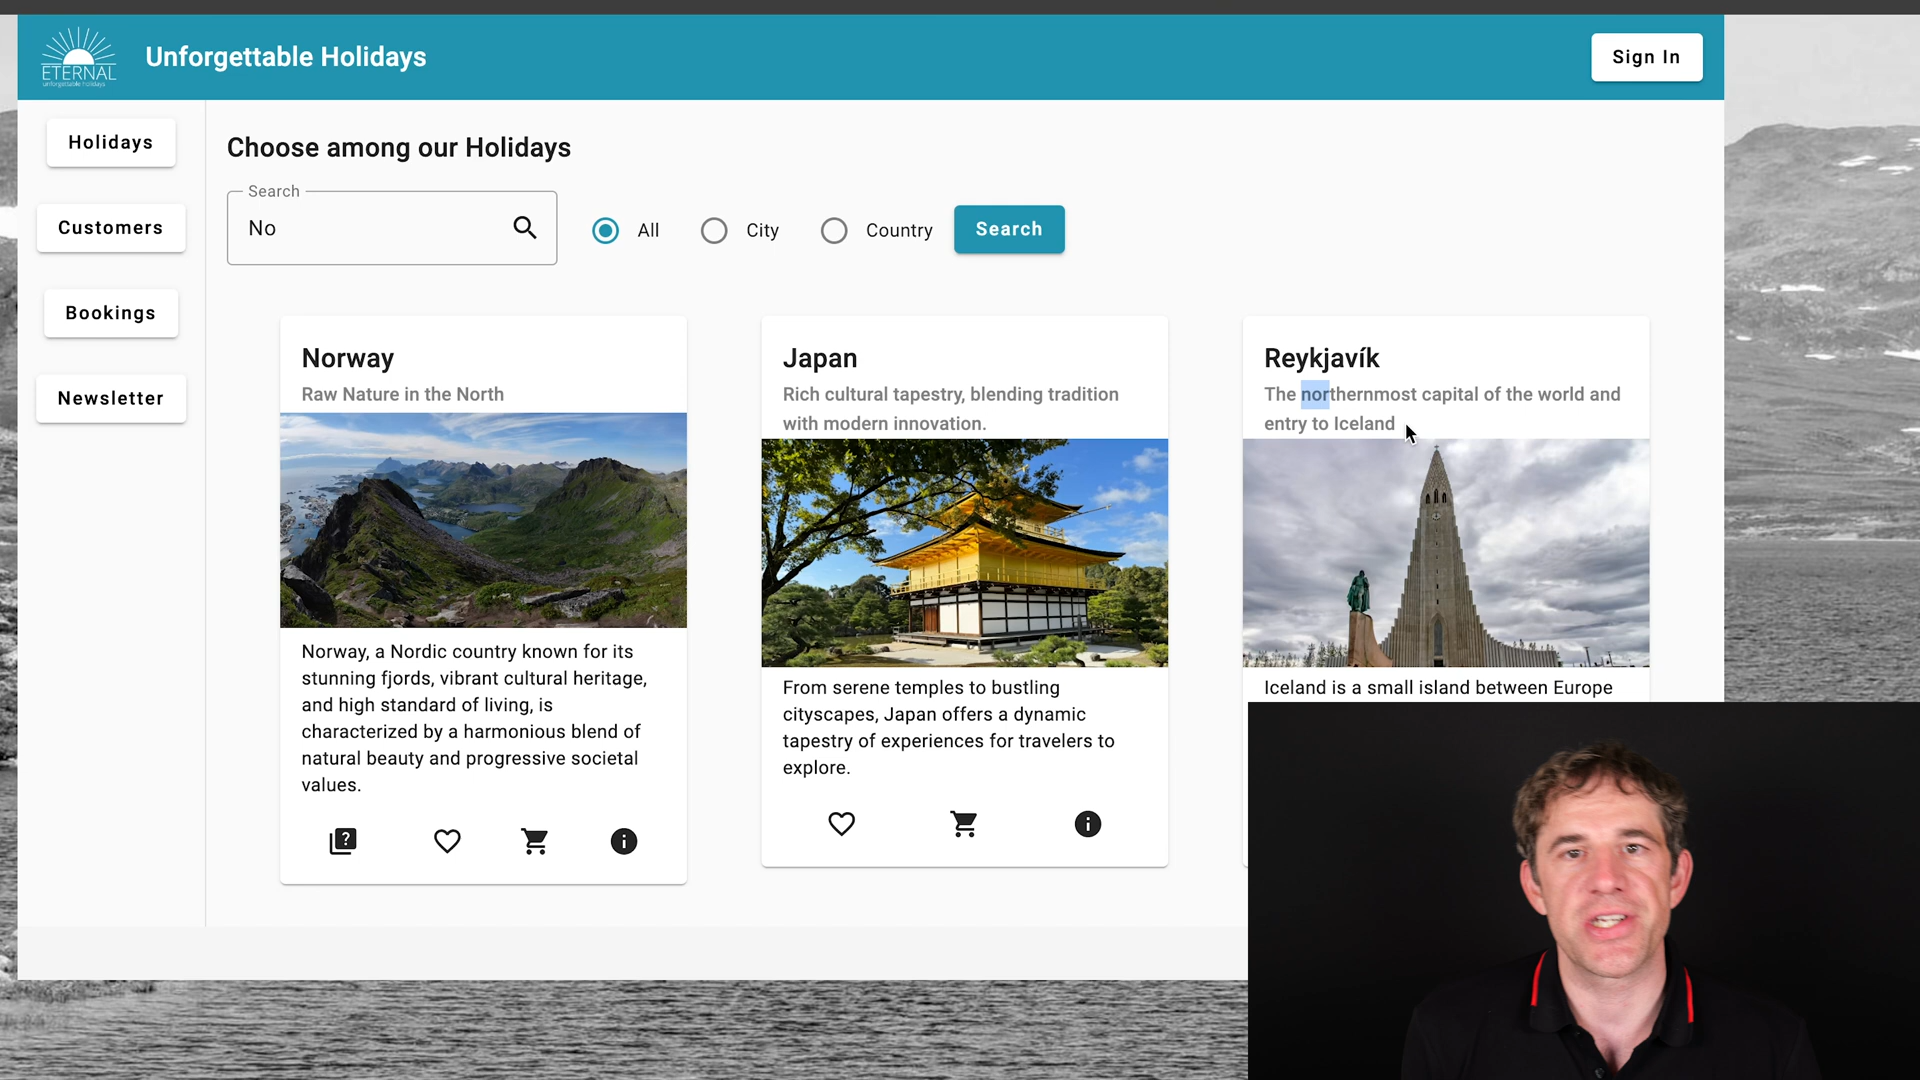 ETERNAL
unforgettable Holidays
Unforgettable Holidays
Sign In
Holidays
Customers
Bookings
Newsletter
Choose among our Holidays
Search
No
All
City
Country
Search
Norway
Raw Nature in the North
Norway, a Nordic country known for its
stunning fjords, vibrant cultural heritage,
and high standard of living, is
characterized by a harmonious blend of
natural beauty and progressive societal
values.
?
i
Japan
Rich cultural tapestry, blending tradition
with modern innovation.
From serene temples to bustling
cityscapes, Japan offers a dynamic
tapestry of experiences for travelers to
explore.
i
Reykjavík
The northernmost capital of the world and
entry to Iceland
Iceland is a small island between Europe